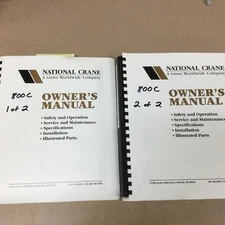 NATIONAL CRANE
A Grove Worldwide Company
800C
1 of 2
OWNER'S
MANUAL
• Safety and Operation
• Service and Maintenance
• Specifications
• Installation
• Illustrated Parts
NATIONAL CRANE
A Grove Worldwide Company
800C
2 of 2
OWNER'S
MANUAL
• Safety and Operation
• Service and Maintenance
• Specifications
• Installation
• Illustrated Parts